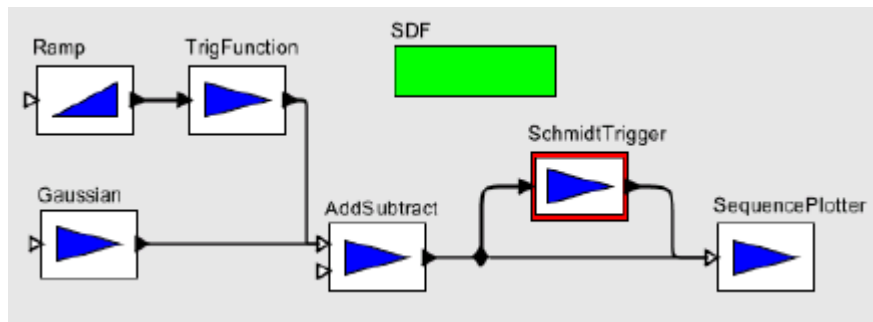 SDF
Ramp
TrigFunction
SchmidtTrigger
Gaussian
AddSubtract
SequencePlotter